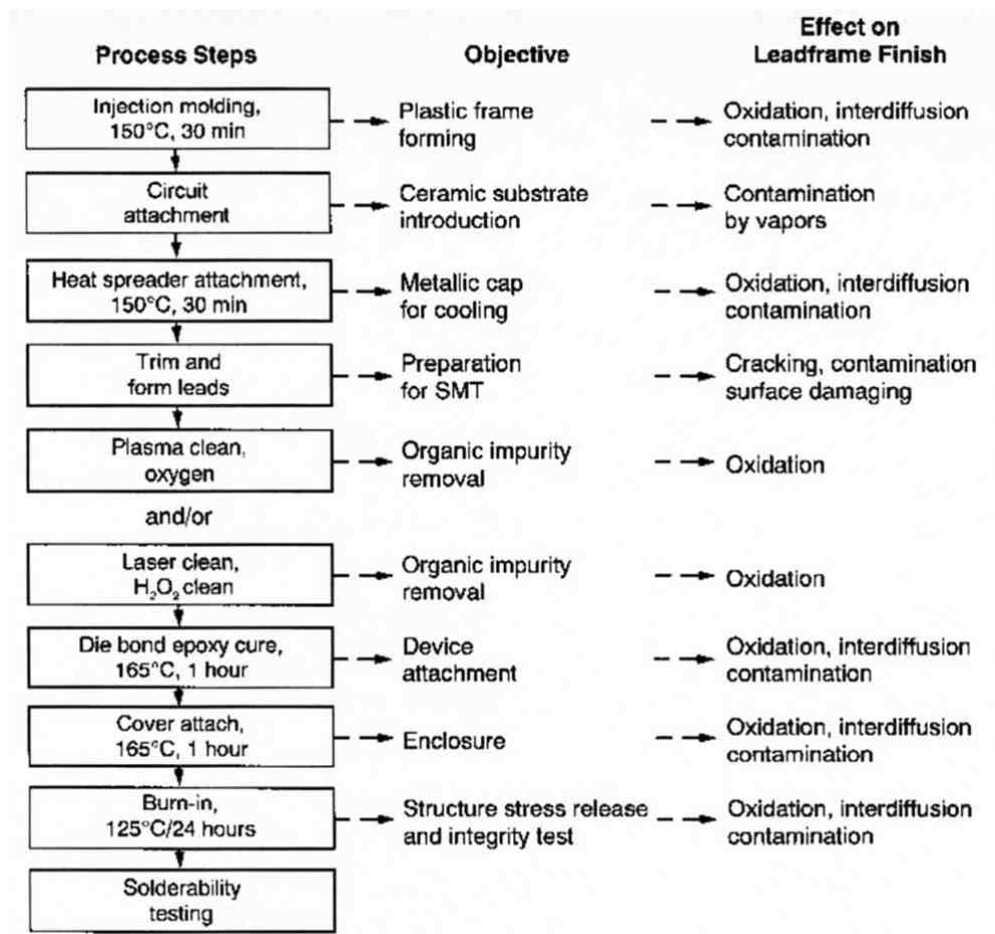 Process Steps
Objective
Effect on
Leadframe Finish
Injection molding,
150°C, 30 min
Plastic frame
forming
Oxidation, interdiffusion
contamination
Circuit
attachment
Ceramic substrate
introduction
Contamination
by vapors
Heat spreader attachment,
150°C, 30 min
Metallic cap
for cooling
Oxidation, interdiffusion
contamination
Trim and
form leads
Preparation
for SMT
Cracking, contamination
surface damaging
Plasma clean,
oxygen
Organic impurity
removal
Oxidation
and/or
Laser clean,
H₂O₂ clean
Organic impurity
removal
Oxidation
Die bond epoxy cure,
165°C, 1 hour
Device
attachment
Oxidation, interdiffusion
contamination
Cover attach,
165°C, 1 hour
Enclosure
Oxidation, interdiffusion
contamination
Burn-in,
125°C/24 hours
Structure stress release
and integrity test
Oxidation, interdiffusion
contamination
Solderability
testing